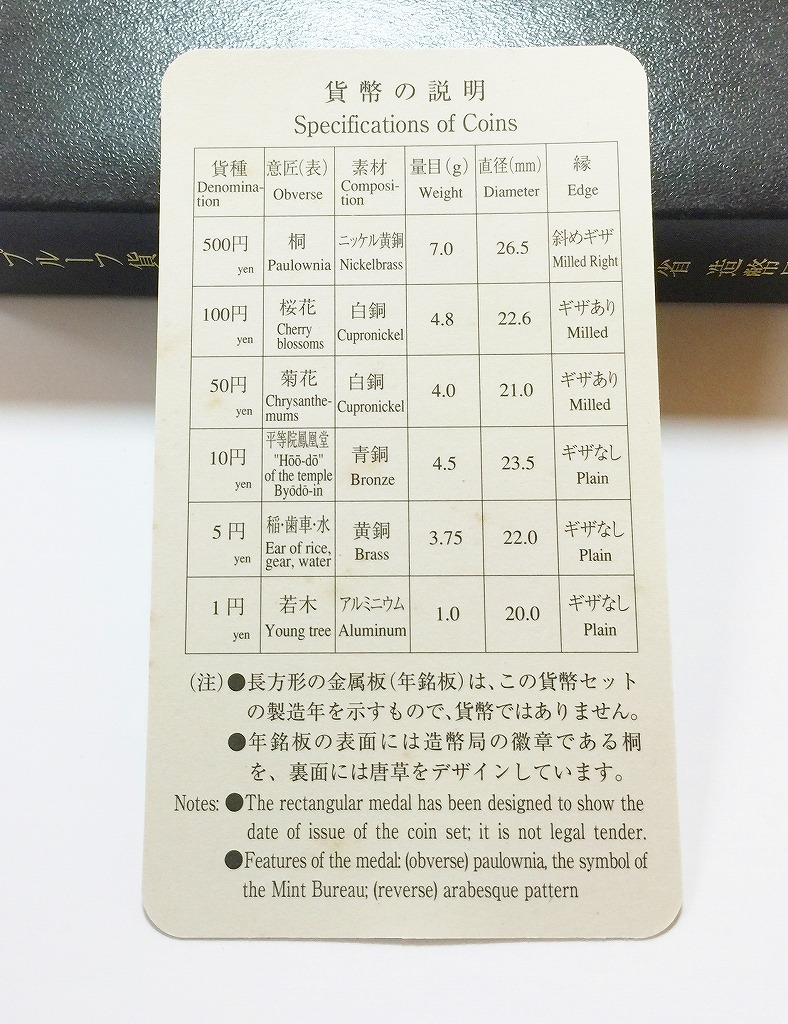 貨幣の説明
Specifications of Coins
貨種 意匠(表) 素材 量目(g) 直径(mm) 縁
Denomina-tion Obverse Composi-tion Weight Diameter Edge
500円 桐 ニッケル黄銅 7.0 26.5 斜めギザ
yen Paulownia Nickelbrass Milled Right
100円 桜花 白銅 4.8 22.6 ギザあり
yen Cherry blossoms Cupronickel Milled
50円 菊花 白銅 4.0 21.0 ギザあり
yen Chrysanthe-mums Cupronickel Milled
10円 平等院鳳凰堂 青銅 4.5 23.5 ギザなし
yen "Hōō-dō" of the temple Byōdō-in Bronze Plain
5円 稲・歯車・水 黄銅 3.75 22.0 ギザなし
yen Ear of rice, gear, water Brass Plain
1円 若木 アルミニウム 1.0 20.0 ギザなし
yen Young tree Aluminum Plain
(注)●長方形の金属板(年銘板)は、この貨幣セット
の製造年を示すもので、貨幣ではありません。
●年銘板の表面には造幣局の徽章である桐
を、裏面には唐草をデザインしています。
Notes: ●The rectangular medal has been designed to show the
date of issue of the coin set; it is not legal tender.
●Features of the medal: (obverse) paulownia, the symbol of
the Mint Bureau; (reverse) arabesque pattern
プルーフ貨
省 造幣